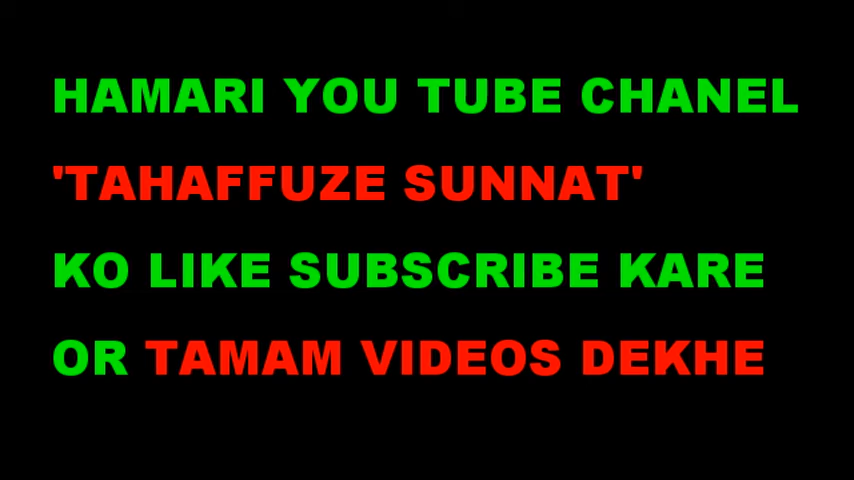 HAMARI YOU TUBE CHANEL
'TAHAFFUZE SUNNAT'
KO LIKE SUBSCRIBE KARE
OR TAMAM VIDEOS DEKHE